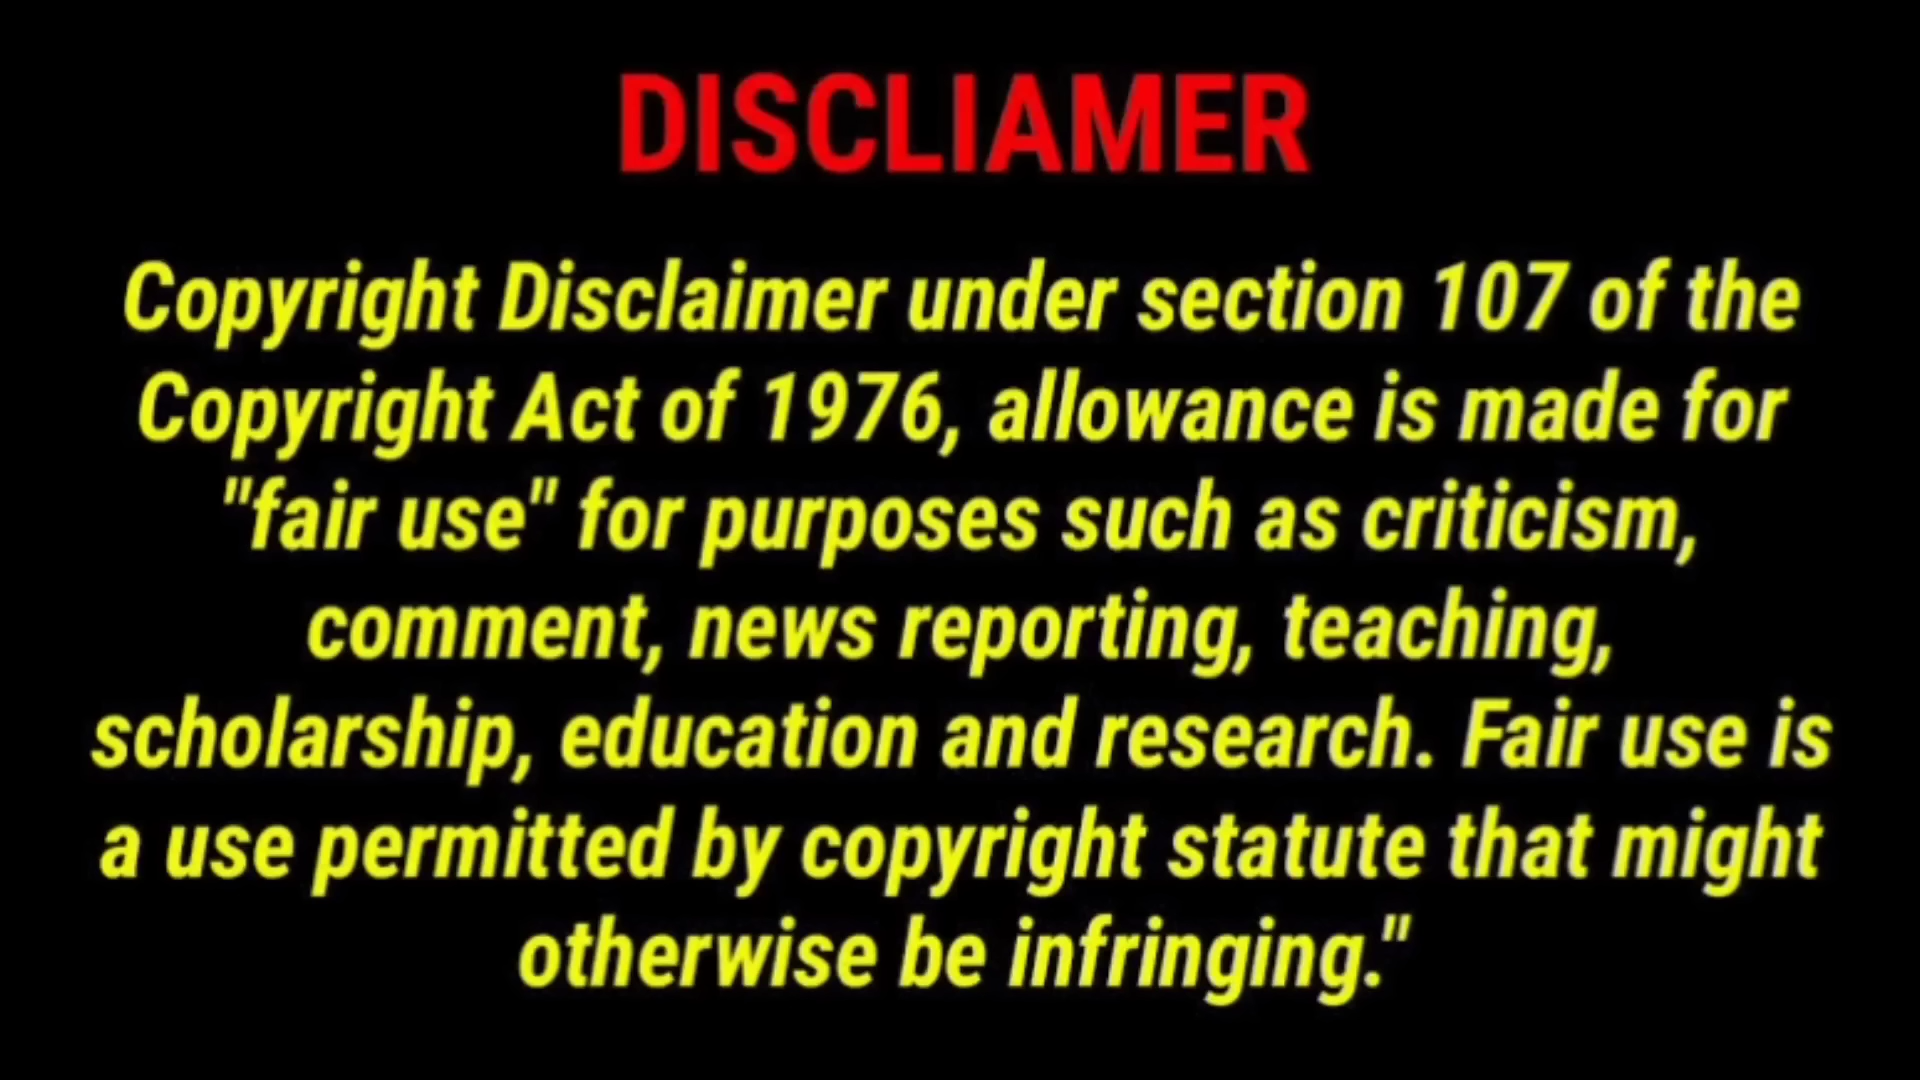 DISCLIAMER
Copyright Disclaimer under section 107 of the
Copyright Act of 1976, allowance is made for
"fair use" for purposes such as criticism,
comment, news reporting, teaching,
scholarship, education and research. Fair use is
a use permitted by copyright statute that might
otherwise be infringing."